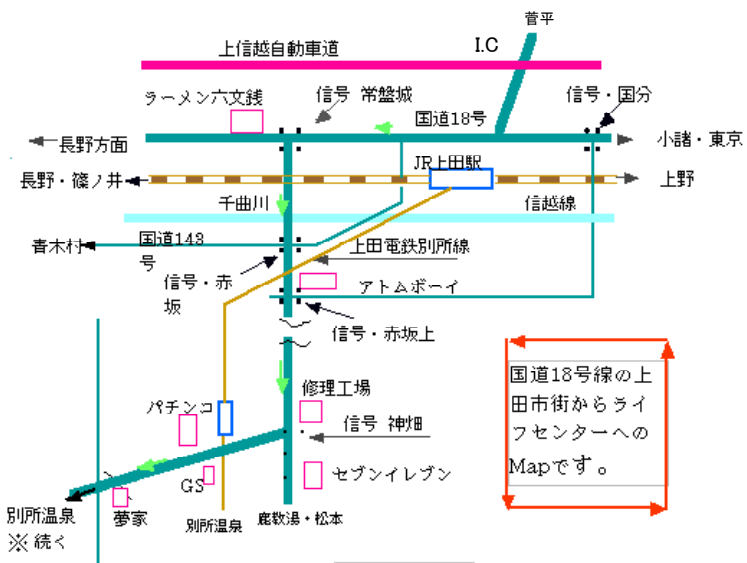 菅平
上信越自動車道
I.C
ラーメン六文銭
信号 常盤城
信号・国分
国道18号
長野方面
小諸・東京
JR上田駅
長野・篠ノ井
上野
千曲川
信越線
青木村
国道143
号
上田電鉄別所線
信号・赤
坂
アトムボーイ
信号・赤坂上
国道18号線の上
田市街からライ
フセンターへの
Mapです。
修理工場
パチンコ
信号 神畑
セブンイレブン
GS
別所温泉
※ 続く
夢家
別所温泉
鹿教湯・松本